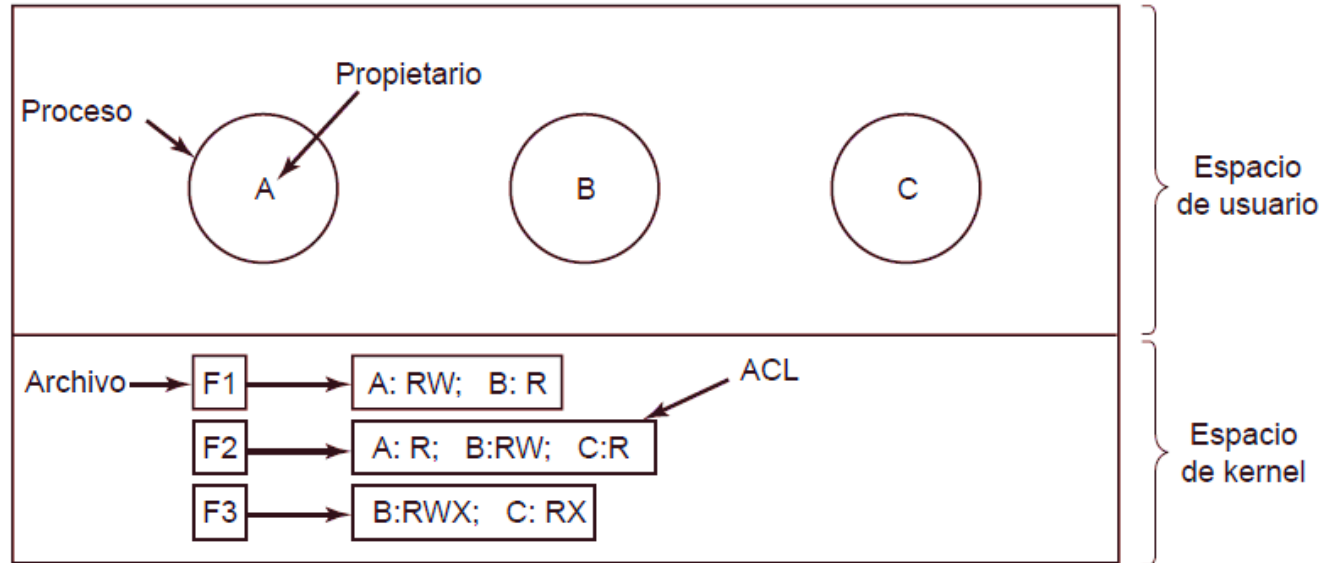 Propietario
Proceso
A
B
C
Espacio
de usuario
Archivo
F1
A: RW; B: R
ACL
F2
A: R; B:RW; C:R
F3
B:RWX; C: RX
Espacio
de kernel